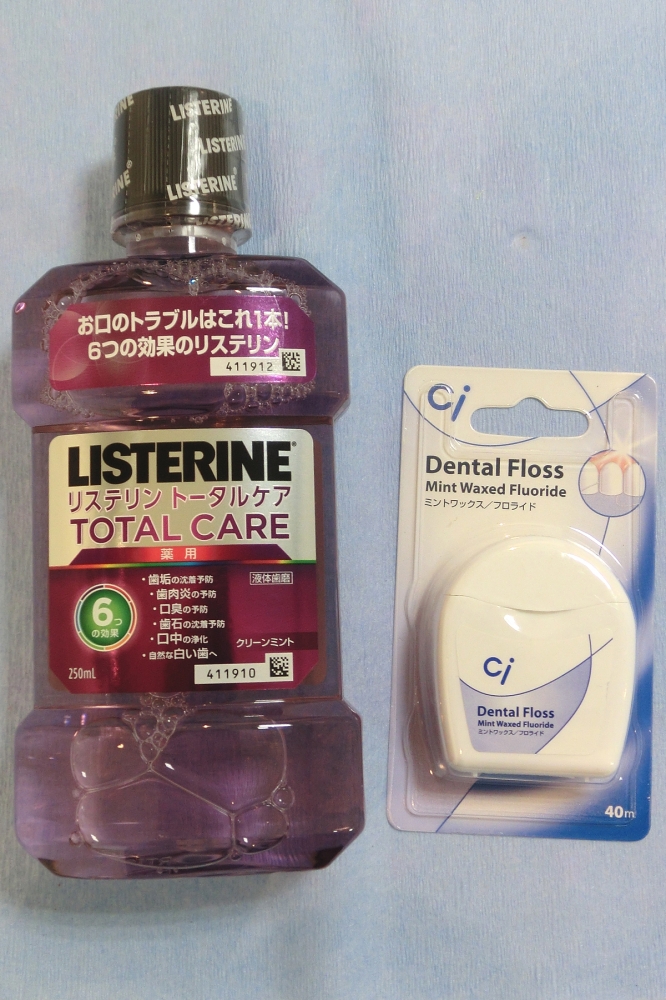 LISTERINE
LISTERINE
LISTERINE
お口のトラブルはこれ1本!
6つの効果のリステリン
411912
LISTERINE®
リステリン トータルケア
TOTAL CARE
薬用
6つ
の効果
・歯垢の沈着予防
・歯肉炎の予防
・口臭の予防
・歯石の沈着予防
・口中の浄化
・自然な白い歯へ
液体歯磨
クリーンミント
250mL
411910
Ci
Dental Floss
Mint Waxed Fluoride
ミントワックス/フロライド
Ci
Dental Floss
Mint Waxed Fluoride
ミントワックス/フロライド
40m